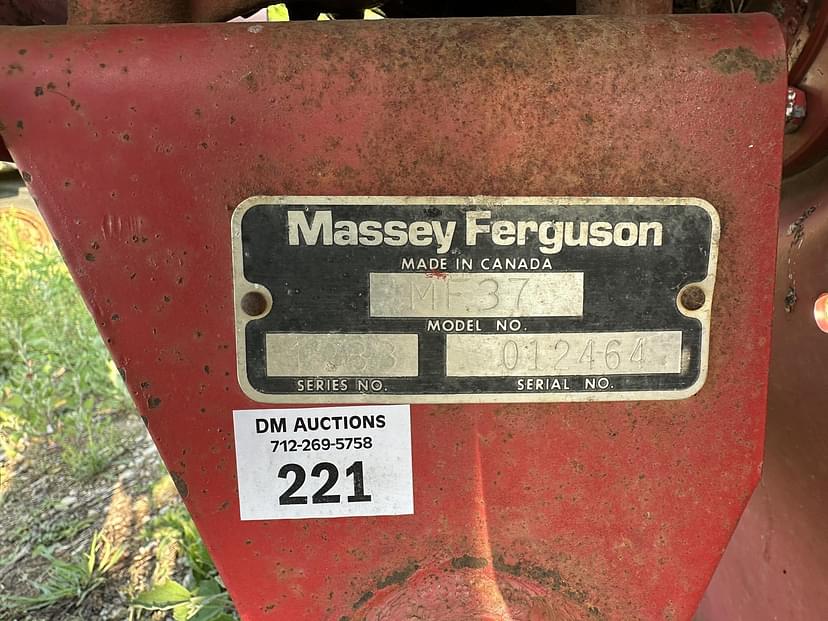 Massey Ferguson
MADE IN CANADA
MF37
MODEL NO.
012464
SERIES NO.
SERIAL NO.
DM AUCTIONS
712-269-5758
221